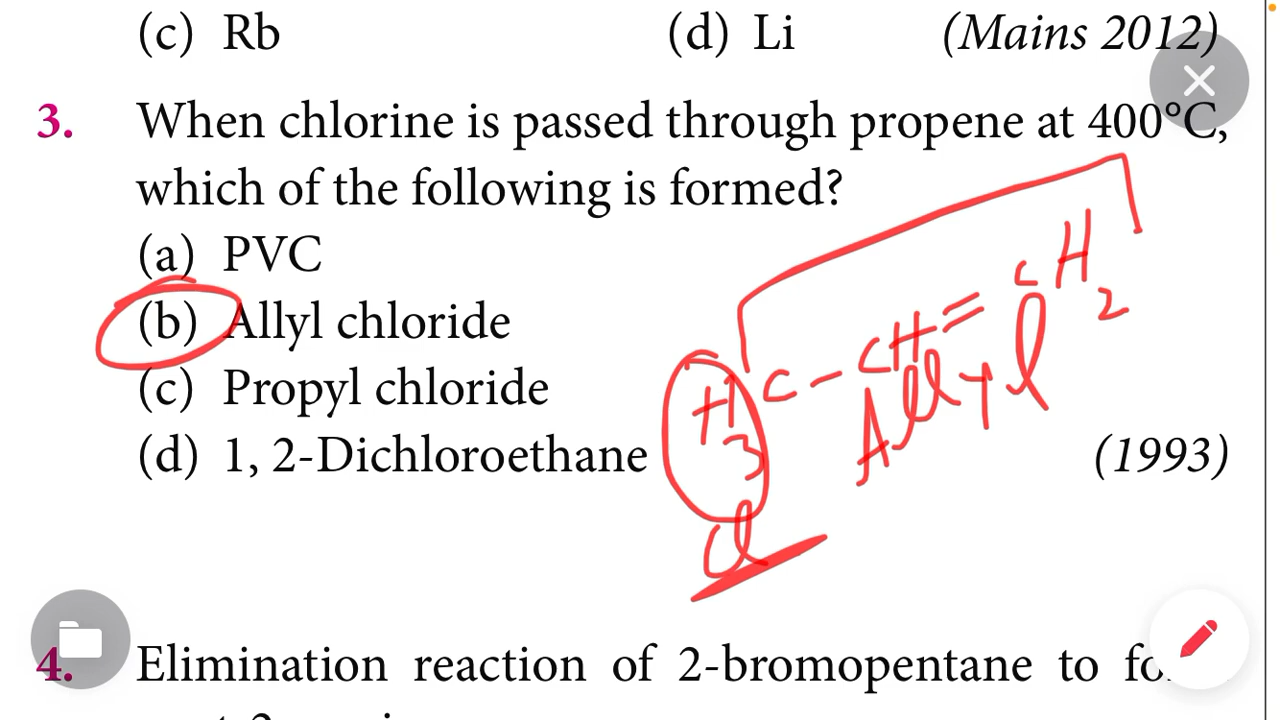 (c) Rb (d) Li (Mains 2012)
3. When chlorine is passed through propene at 400°C,
which of the following is formed?
(a) PVC
(b) Allyl chloride
(c) Propyl chloride
(d) 1, 2-Dichloroethane (1993)
H3C - CH = CH2
Allyl
Cl
4. Elimination reaction of 2-bromopentane to